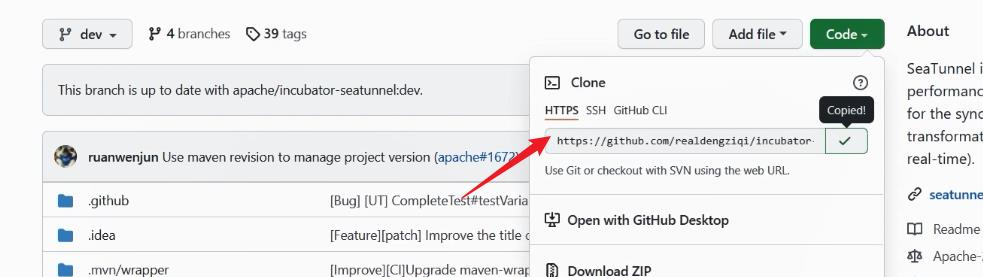 dev
4 branches
39 tags
Go to file
Add file
Code
About
This branch is up to date with apache/incubator-seatunnel:dev.
Clone
HTTPS SSH GitHub CLI
Copied!
https://github.com/realdengziqi/incubator-
Use Git or checkout with SVN using the web URL.
Open with GitHub Desktop
Download ZIP
ruanwenjun Use maven revision to manage project version (apache#1672)
.github [Bug] [UT] CompleteTest#testVaria
.idea [Feature][patch] Improve the title
.mvn/wrapper [Improve][CI]Upgrade maven-wrap
SeaTunnel i
performance
for the sync
transformat
real-time).
seatunne
Readme
Apache-